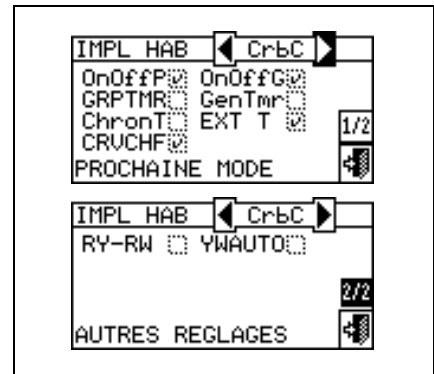 IMPL HAB CrbC
OnOffP OnOffG
GRPTMR GenTmr
ChronT EXT T
CRVCHF
1/2
PROCHAINE MODE
IMPL HAB CrbC
RY-RW YWAUTO
2/2
AUTRES REGLAGES